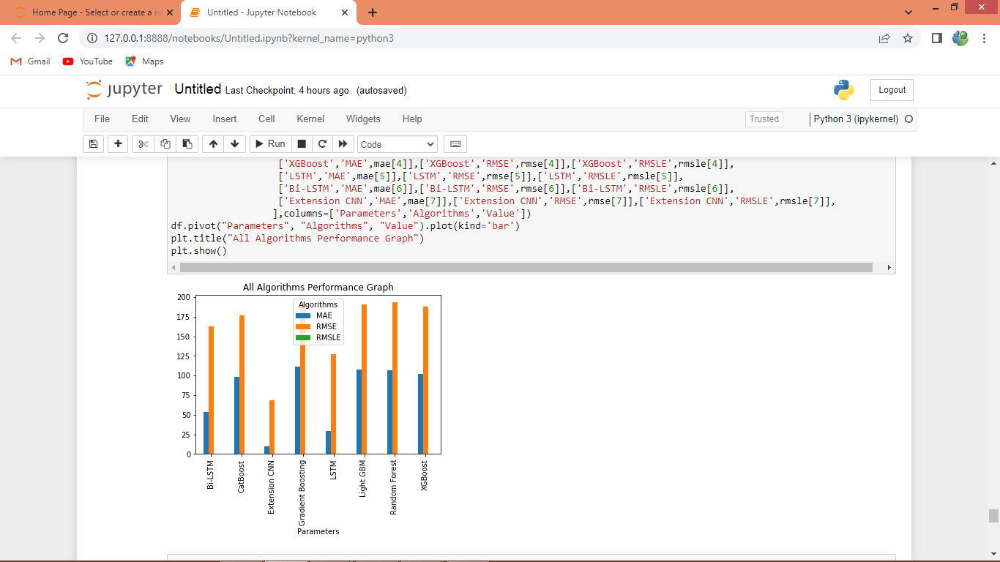 Home Page - Select or create a n
Untitled - Jupyter Notebook
127.0.0.1:8888/notebooks/Untitled.ipynb?kernel_name=python3
Gmail YouTube Maps
jupyter Untitled Last Checkpoint: 4 hours ago (autosaved)
Logout
File Edit View Insert Cell Kernel Widgets Help
Trusted
Python 3 (ipykernel)
Run
Code
['XGBoost','MAE',mae[4]],['XGBoost','RMSE',rmse[4]],['XGBoost','RMSLE',rmsle[4]],
['LSTM','MAE',mae[5]],['LSTM','RMSE',rmse[5]],['LSTM','RMSLE',rmsle[5]],
['Bi-LSTM','MAE',mae[6]],['Bi-LSTM','RMSE',rmse[6]],['Bi-LSTM','RMSLE',rmsle[6]],
['Extension CNN','MAE',mae[7]],['Extension CNN','RMSE',rmse[7]],['Extension CNN','RMSLE',rmsle[7]],
],columns=['Parameters','Algorithms','Value'])
df.pivot("Parameters", "Algorithms", "Value").plot(kind='bar')
plt.title("All Algorithms Performance Graph")
plt.show()
All Algorithms Performance Graph
200
175
150
125
100
75
50
25
0
Algorithms
MAE
RMSE
RMSLE
Bi-LSTM
CatBoost
Extension CNN
Gradient Boosting
LSTM
Light GBM
Random Forest
XGBoost
Parameters